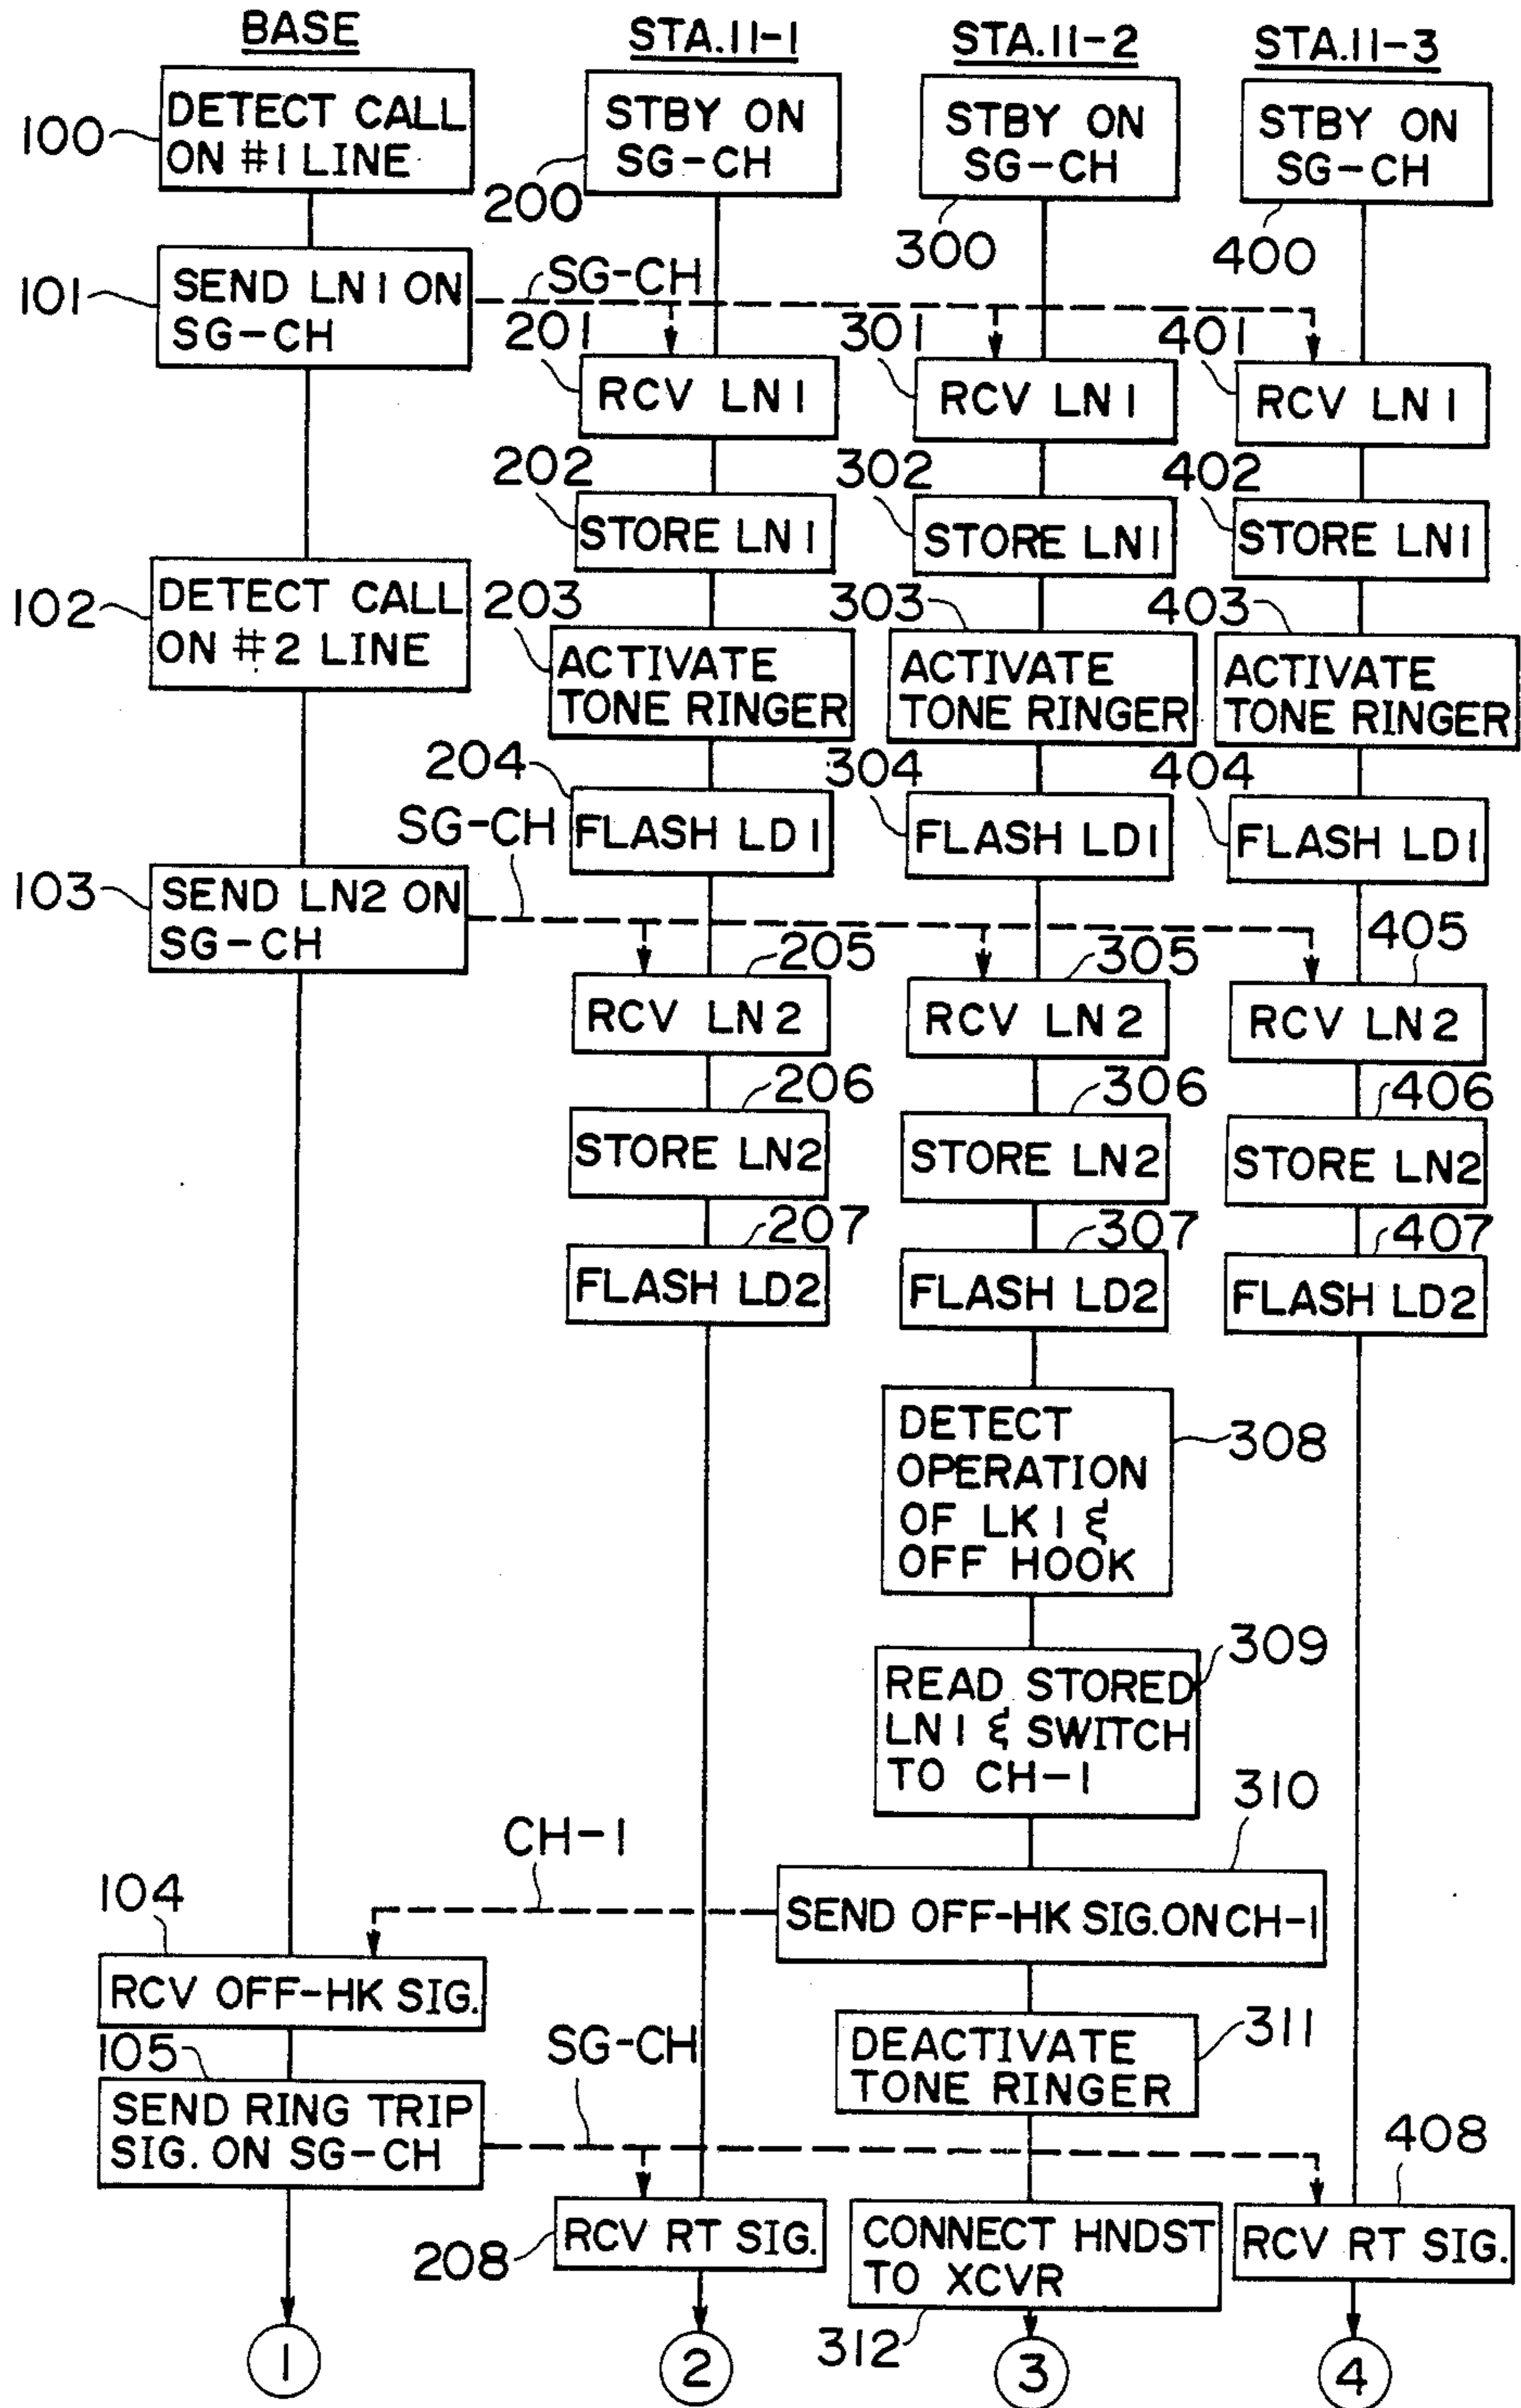 BASE
STA.11-1
STA.11-2
STA.11-3
100
DETECT CALL
ON #1 LINE
STBY ON
SG-CH
200
STBY ON
SG-CH
300
STBY ON
SG-CH
400
101
SEND LN1 ON
SG-CH
SG-CH
201
RCV LN1
301
RCV LN1
401
RCV LN1
202
STORE LN1
302
STORE LN1
402
STORE LN1
102
DETECT CALL
ON #2 LINE
203
ACTIVATE
TONE RINGER
303
ACTIVATE
TONE RINGER
403
ACTIVATE
TONE RINGER
204
FLASH LD1
304
FLASH LD1
404
FLASH LD1
SG-CH
103
SEND LN2 ON
SG-CH
205
RCV LN2
305
RCV LN2
405
RCV LN2
206
STORE LN2
306
STORE LN2
406
STORE LN2
207
FLASH LD2
307
FLASH LD2
407
FLASH LD2
DETECT
OPERATION
OF LK1 &
OFF HOOK
308
READ STORED
LN1 & SWITCH
TO CH-1
309
310
SEND OFF-HK SIG. ON CH-1
CH-1
104
RCV OFF-HK SIG.
DEACTIVATE
TONE RINGER
311
105
SEND RING TRIP
SIG. ON SG-CH
SG-CH
208
RCV RT SIG.
CONNECT HNDST
TO XCVR
312
408
RCV RT SIG.
1
2
3
4